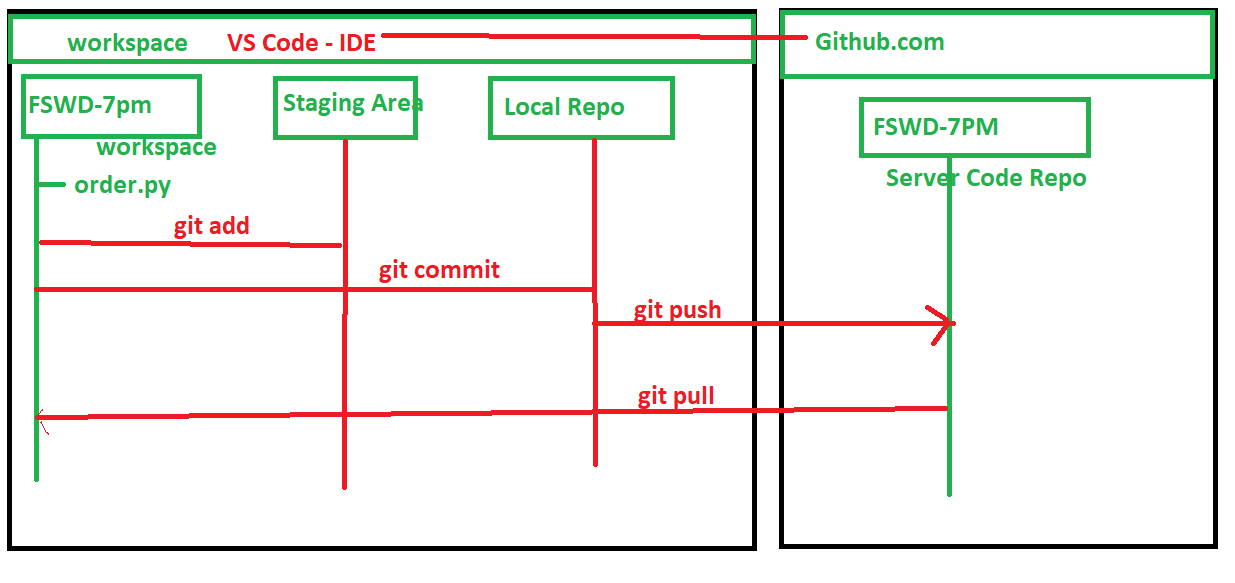 workspace VS Code - IDE
Github.com
FSWD-7pm
Staging Area
Local Repo
FSWD-7PM
workspace
Server Code Repo
order.py
git add
git commit
git push
git pull